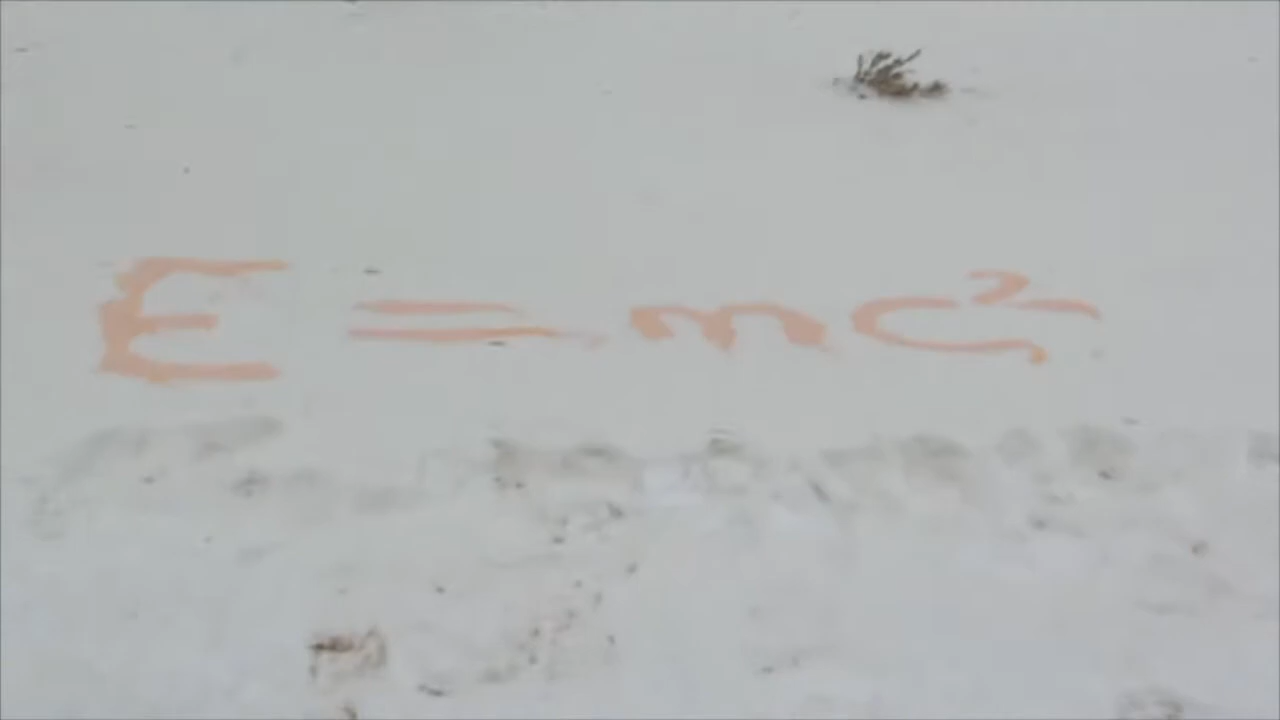 E = mc²